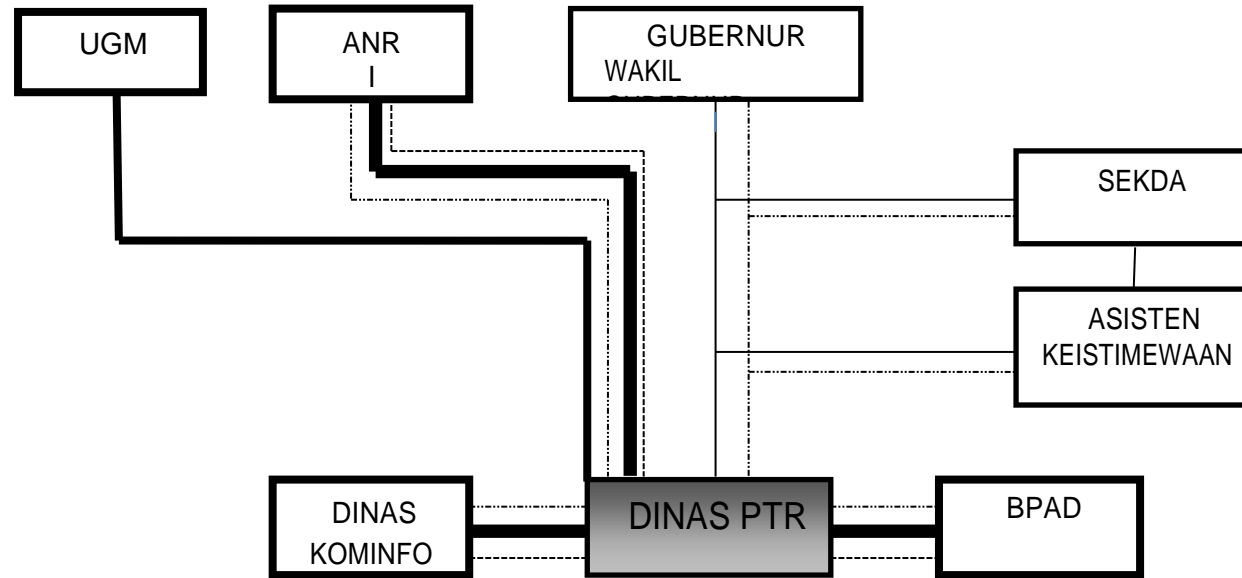 UGM
ANR
I
GUBERNUR
WAKIL
SEKDA
ASISTEN
KEISTIMEWAAN
DINAS
KOMINFO
DINAS PTR
BPAD